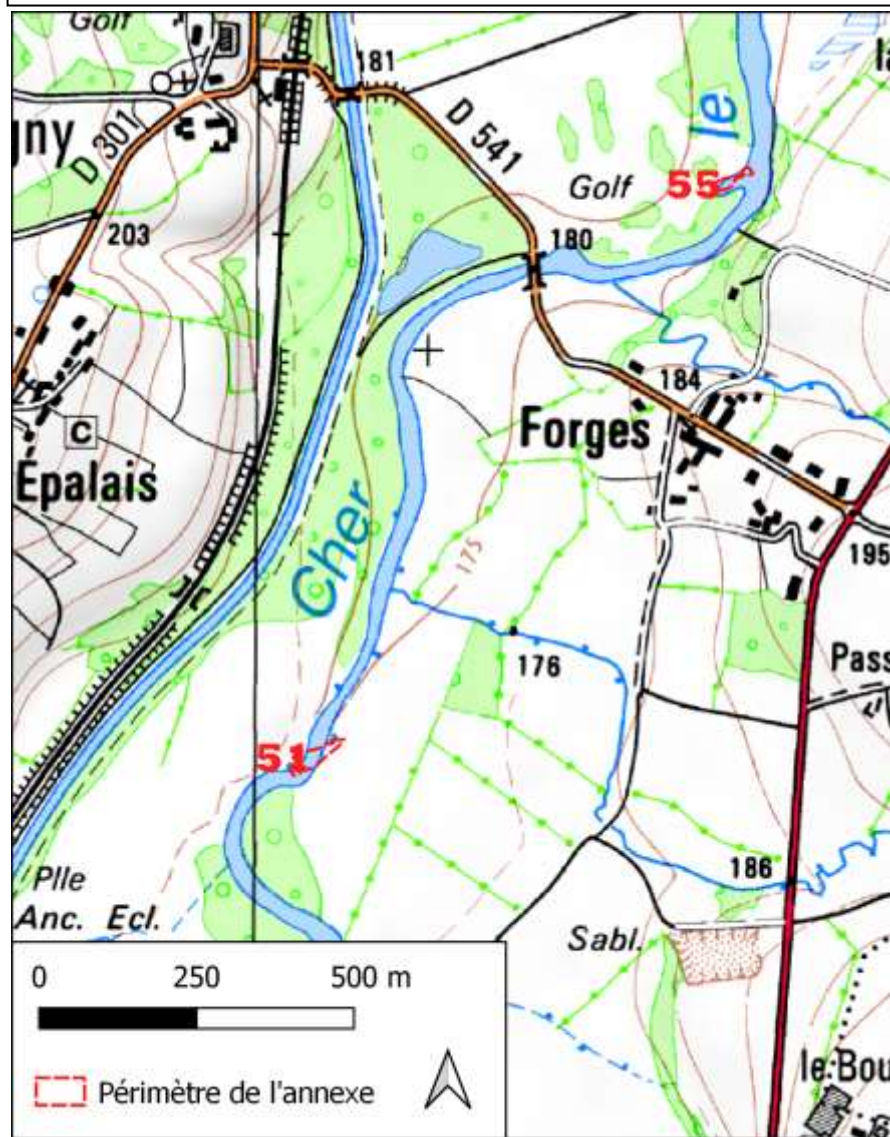 Golf
181
le
D 541
gny
D 301
55
Golf
203
180
184
C
Forges
Épalais
Cher
175
195
176
Pass
51
186
Plle
Anc. Ecl.
Sabl.
0 250 500 m
Périmètre de l'annexe
le Bou